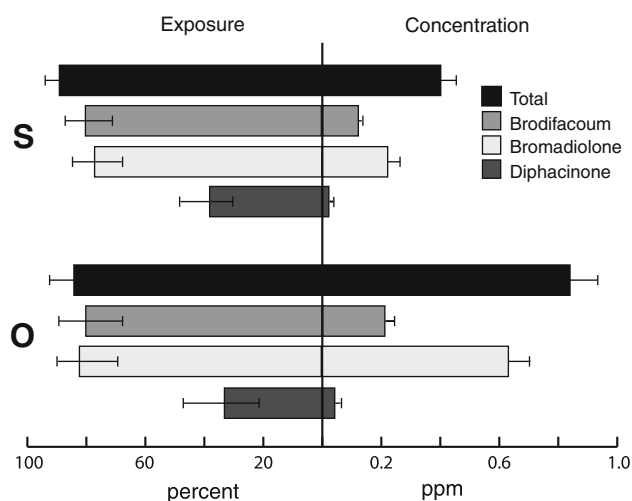 Exposure Concentration
Total
Brodifacoum
Bromadiolone
Diphacinone
S
O
100 60 20 0.2 0.6 1.0
percent ppm